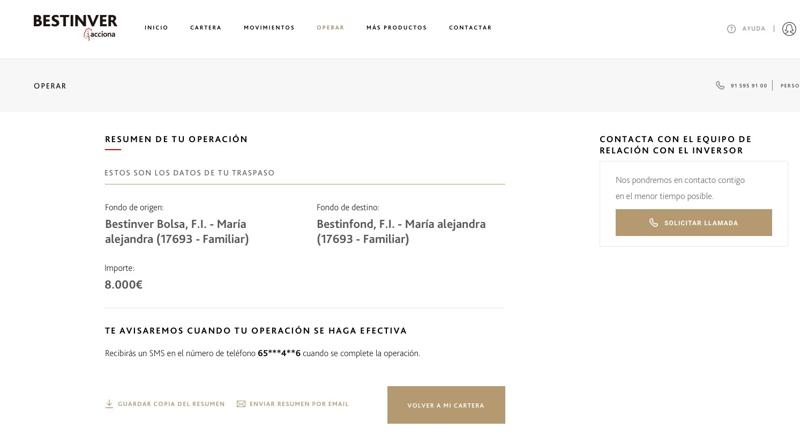 BESTINVER
acciona
INICIO
CARTERA
MOVIMIENTOS
OPERAR
MÁS PRODUCTOS
CONTACTAR
AYUDA
OPERAR
91 595 91 00
PERSO
RESUMEN DE TU OPERACIÓN
ESTOS SON LOS DATOS DE TU TRASPASO
Fondo de origen:
Bestinver Bolsa, F.I. - María
alejandra (17693 - Familiar)
Fondo de destino:
Bestinfond, F.I. - María alejandra
(17693 - Familiar)
Importe:
8.000€
TE AVISAREMOS CUANDO TU OPERACIÓN SE HAGA EFECTIVA
Recibirás un SMS en el número de teléfono 65***4**6 cuando se complete la operación.
GUARDAR COPIA DEL RESUMEN
ENVIAR RESUMEN POR EMAIL
VOLVER A MI CARTERA
CONTACTA CON EL EQUIPO DE
RELACIÓN CON EL INVERSOR
Nos pondremos en contacto contigo
en el menor tiempo posible.
SOLICITAR LLAMADA